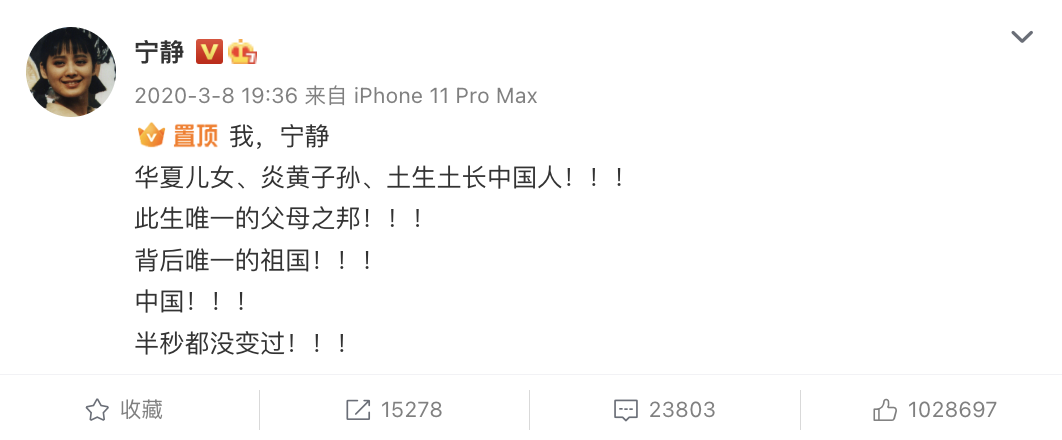 宁静
2020-3-8 19:36 来自 iPhone 11 Pro Max
置顶 我，宁静
华夏儿女、炎黄子孙、土生土长中国人！！！
此生唯一的父母之邦！！！
背后唯一的祖国！！！
中国！！！
半秒都没变过！！！
收藏 15278 23803 1028697